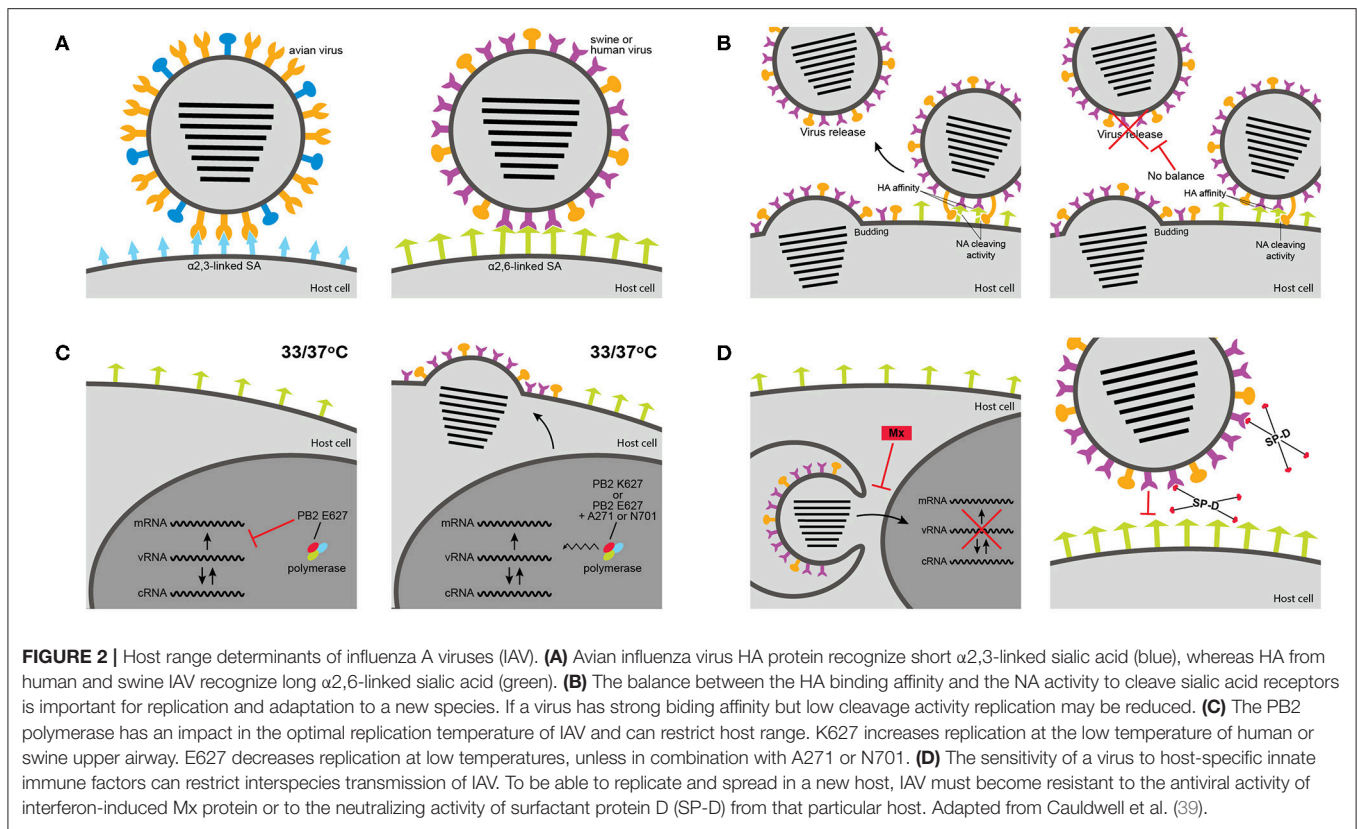 A
avian virus
α2,3-linked SA
Host cell
swine or
human virus
α2,6-linked SA
Host cell
B
Virus release
HA affinity
Budding
NA cleaving
activity
Host cell
Virus release
No balance
HA affinity
Budding
NA cleaving
activity
Host cell
C
33/37ºC
Host cell
PB2 E627
mRNA
vRNA
polymerase
cRNA
33/37ºC
Host cell
PB2 K627
or
PB2 E627
+ A271 or N701
mRNA
vRNA
polymerase
cRNA
D
Mx
Host cell
mRNA
vRNA
cRNA
SP-D
SP-D
Host cell
FIGURE 2 | Host range determinants of influenza A viruses (IAV). (A) Avian influenza virus HA protein recognize short α2,3-linked sialic acid (blue), whereas HA from
human and swine IAV recognize long α2,6-linked sialic acid (green). (B) The balance between the HA binding affinity and the NA activity to cleave sialic acid receptors
is important for replication and adaptation to a new species. If a virus has strong biding affinity but low cleavage activity replication may be reduced. (C) The PB2
polymerase has an impact in the optimal replication temperature of IAV and can restrict host range. K627 increases replication at the low temperature of human or
swine upper airway. E627 decreases replication at low temperatures, unless in combination with A271 or N701. (D) The sensitivity of a virus to host-specific innate
immune factors can restrict interspecies transmission of IAV. To be able to replicate and spread in a new host, IAV must become resistant to the antiviral activity of
interferon-induced Mx protein or to the neutralizing activity of surfactant protein D (SP-D) from that particular host. Adapted from Cauldwell et al. (39).